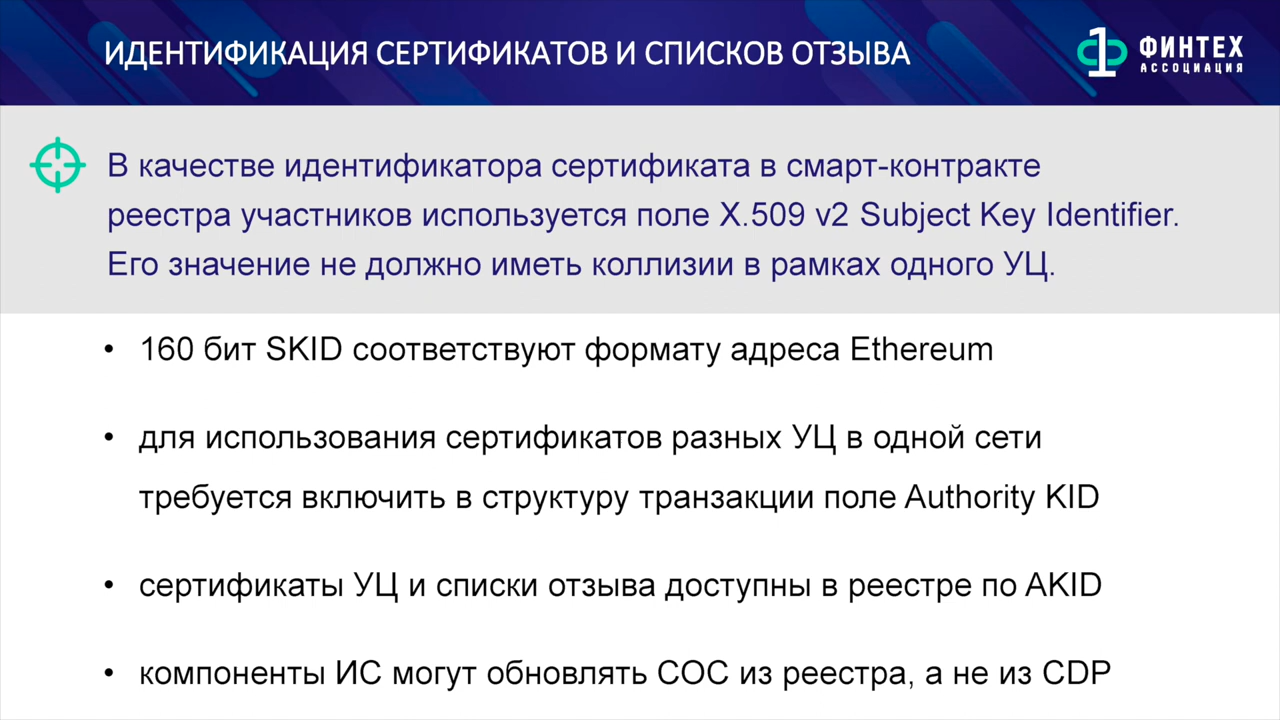 ИДЕНТИФИКАЦИЯ СЕРТИФИКАТОВ И СПИСКОВ ОТЗЫВА
ФИНТЕХ
АССОЦИАЦИЯ
В качестве идентификатора сертификата в смарт-контракте
реестра участников используется поле X.509 v2 Subject Key Identifier.
Его значение не должно иметь коллизии в рамках одного УЦ.
• 160 бит SKID соответствуют формату адреса Ethereum
• для использования сертификатов разных УЦ в одной сети
требуется включить в структуру транзакции поле Authority KID
• сертификаты УЦ и списки отзыва доступны в реестре по AKID
• компоненты ИС могут обновлять СОС из реестра, а не из CDP